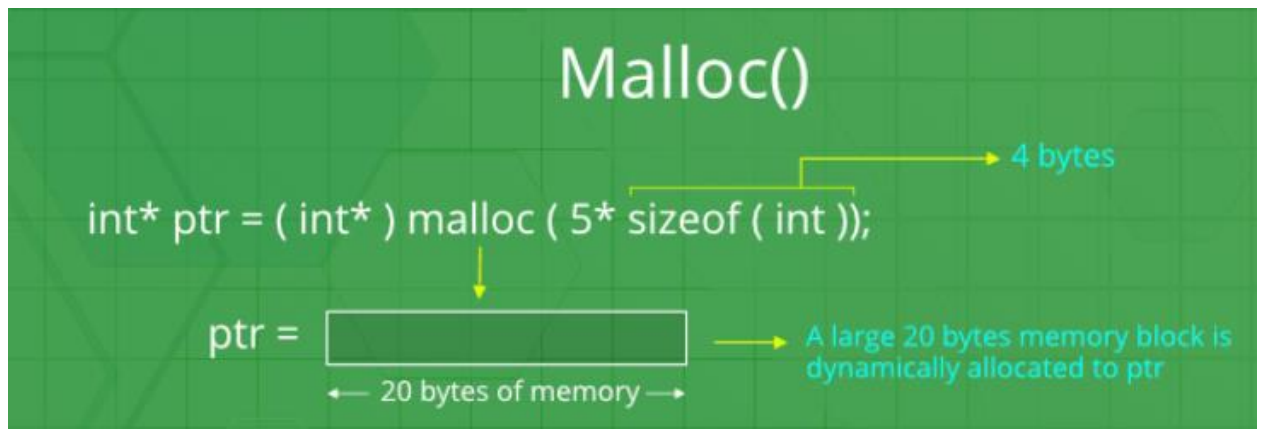 Malloc()
4 bytes
int* ptr = ( int* ) malloc ( 5* sizeof ( int ));
ptr =
A large 20 bytes memory block is
dynamically allocated to ptr
20 bytes of memory